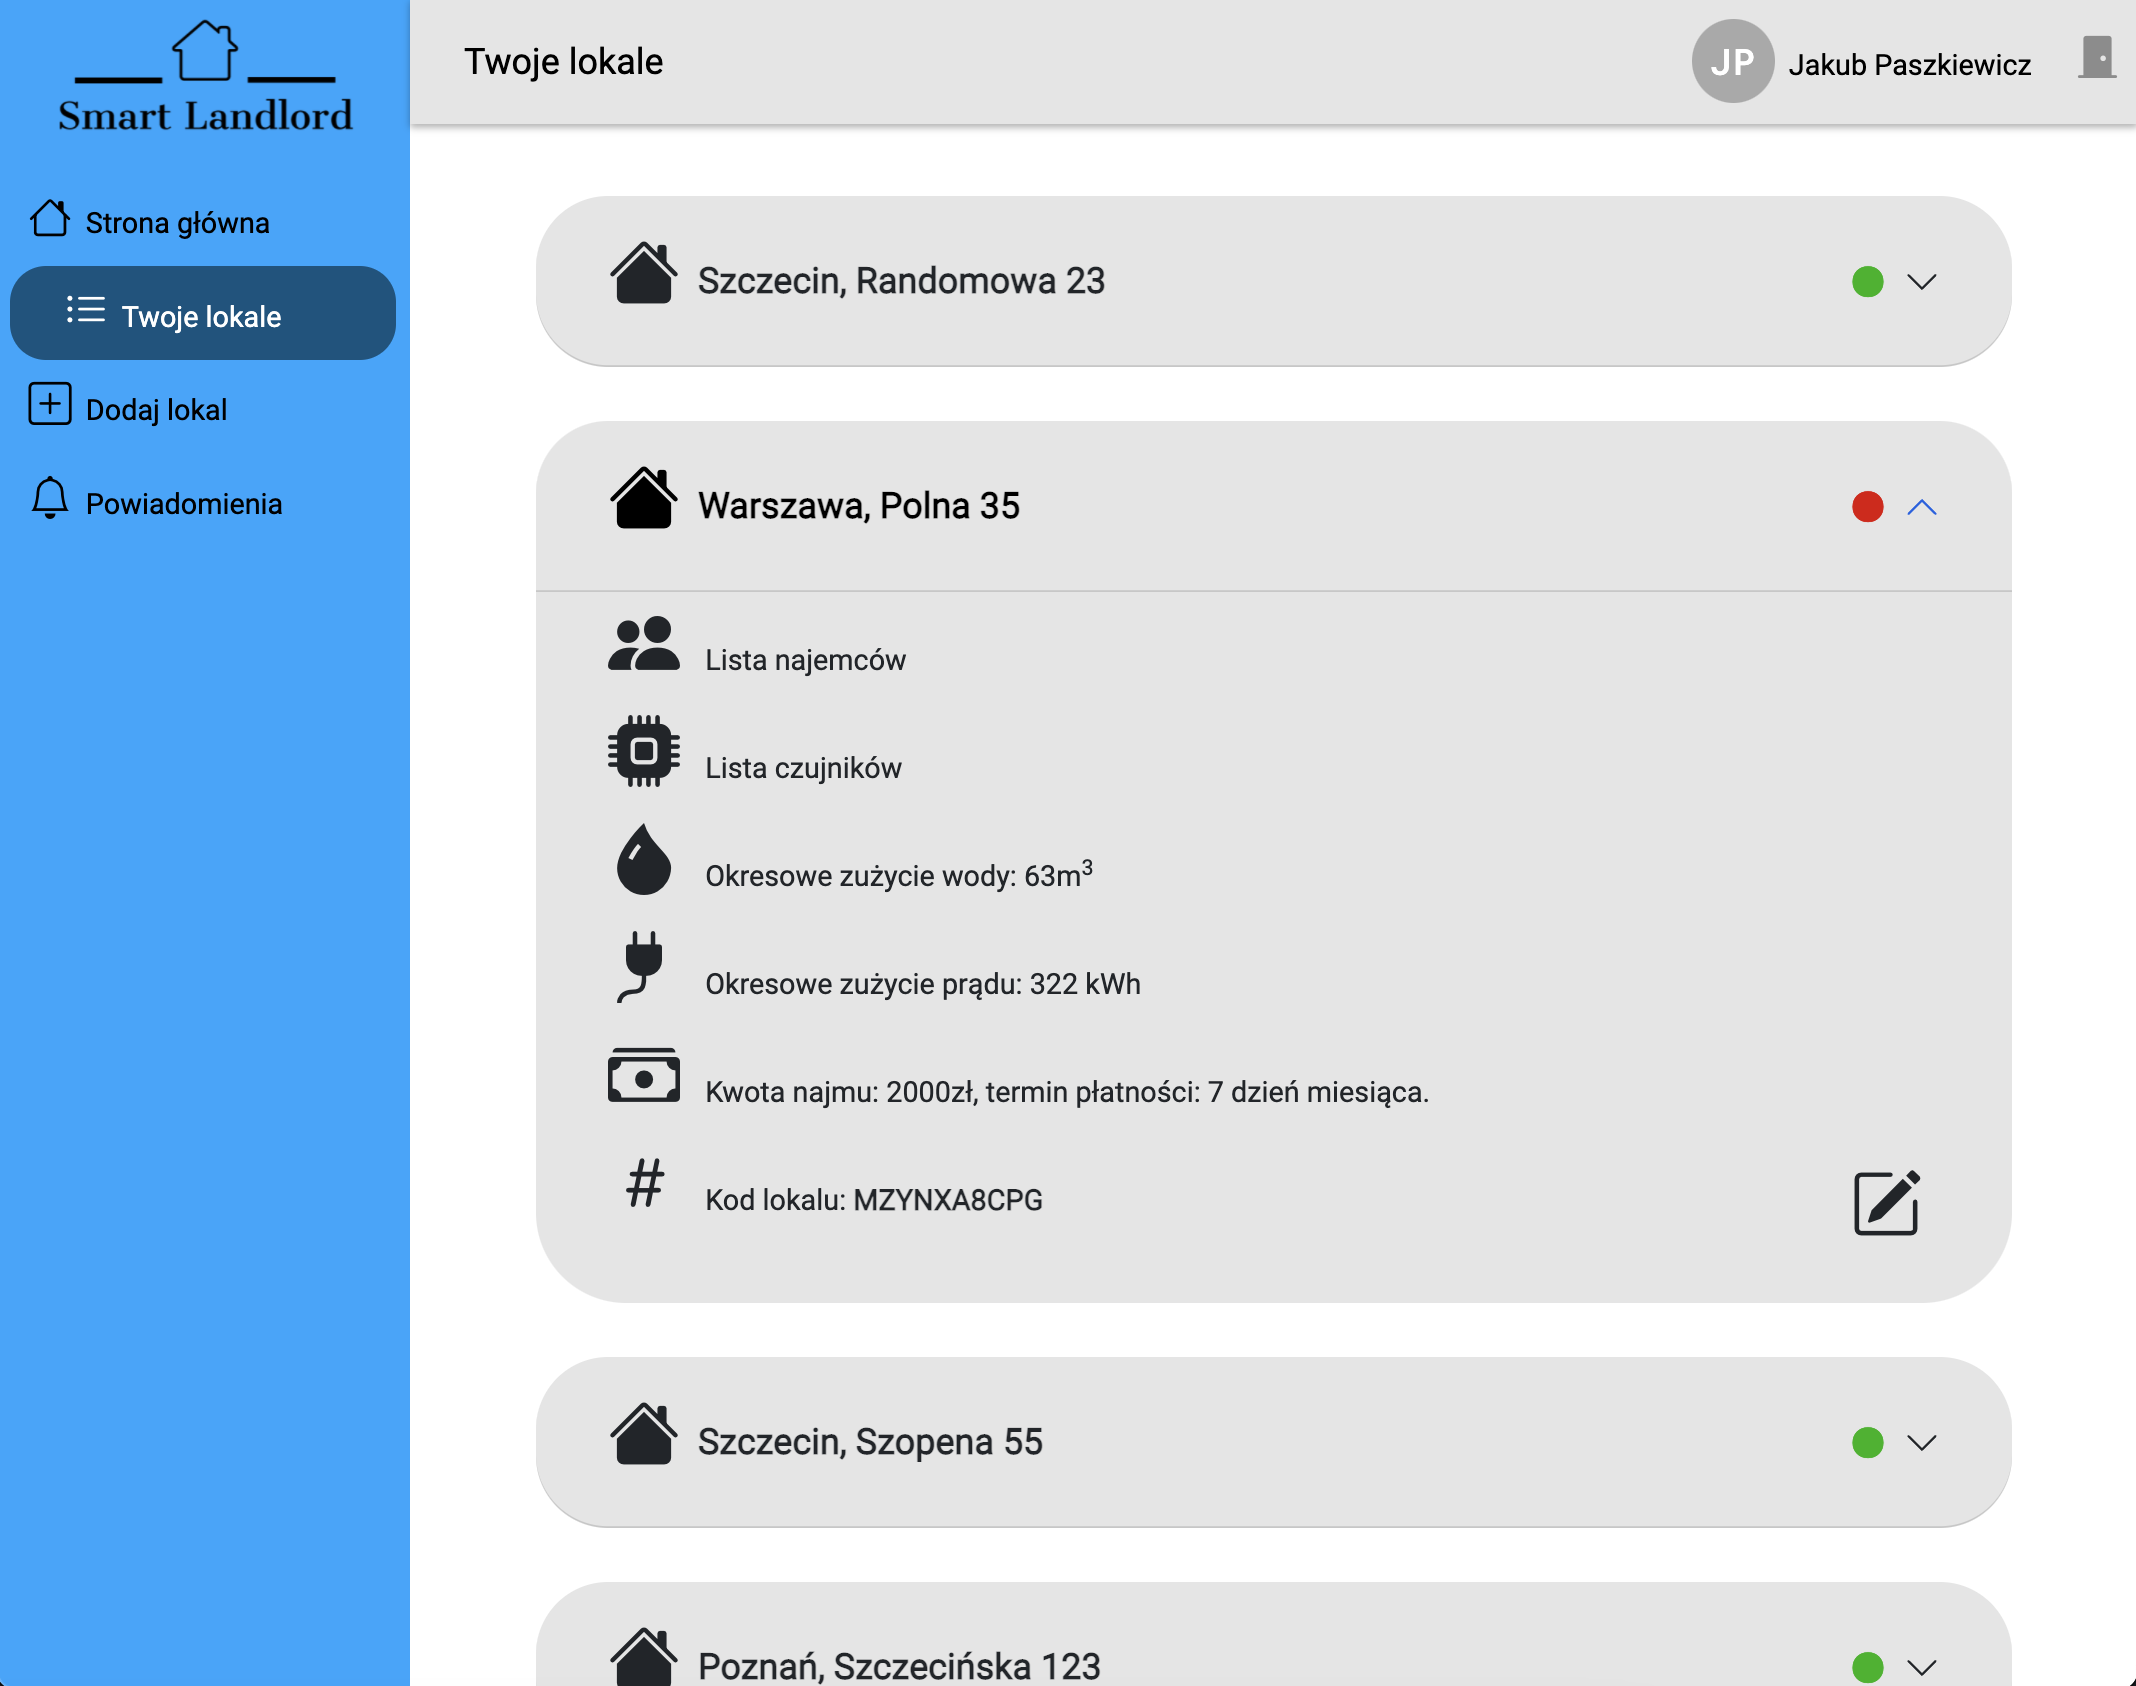 Smart Landlord
Strona główna
Twoje lokale
Dodaj lokal
Powiadomienia
Twoje lokale
JP Jakub Paszkiewicz
Szczecin, Randomowa 23
Warszawa, Polna 35
Lista najemców
Lista czujników
Okresowe zużycie wody: 63m³
Okresowe zużycie prądu: 322 kWh
Kwota najmu: 2000zł, termin płatności: 7 dzień miesiąca.
# Kod lokalu: MZYNXA8CPG
Szczecin, Szopena 55
Poznań, Szczecińska 123